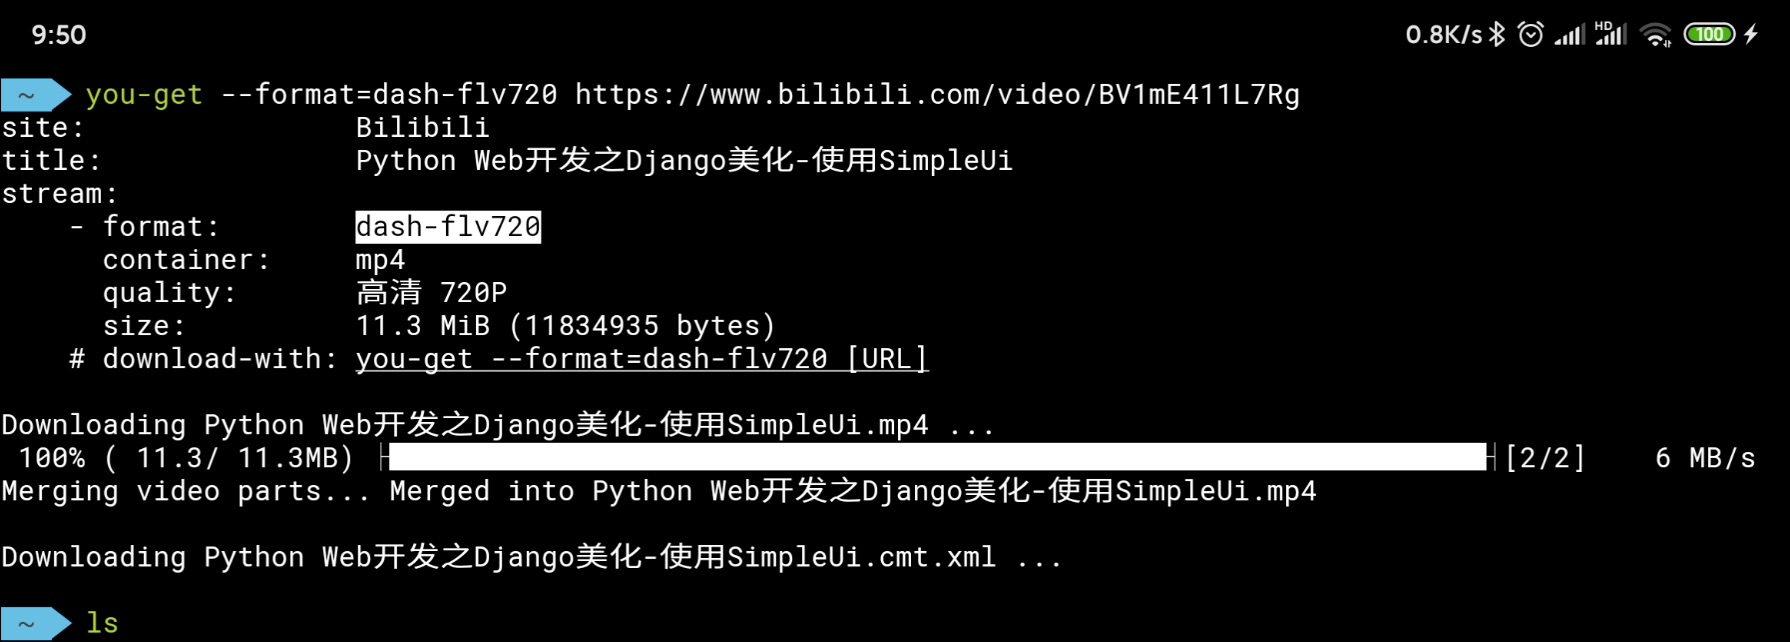 9:50 0.8K/s HD 100
~ you-get --format=dash-flv720 https://www.bilibili.com/video/BV1mE411L7Rg
site: Bilibili
title: Python Web开发之Django美化-使用SimpleUi
stream:
- format: dash-flv720
container: mp4
quality: 高清 720P
size: 11.3 MiB (11834935 bytes)
# download-with: you-get --format=dash-flv720 [URL]
Downloading Python Web开发之Django美化-使用SimpleUi.mp4 ...
100% ( 11.3/ 11.3MB) ├┤[2/2] 6 MB/s
Merging video parts... Merged into Python Web开发之Django美化-使用SimpleUi.mp4
Downloading Python Web开发之Django美化-使用SimpleUi.cmt.xml ...
~ ls